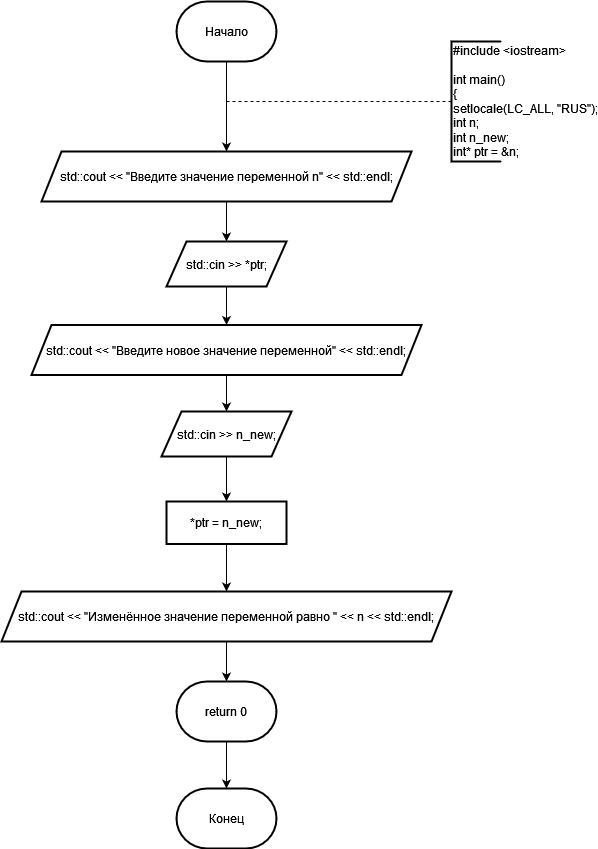 Начало
#include <iostream>
int main()
{
setlocale(LC_ALL, "RUS");
int n;
int n_new;
int* ptr = &n;
std::cout << "Введите значение переменной n" << std::endl;
std::cin >> *ptr;
std::cout << "Введите новое значение переменной" << std::endl;
std::cin >> n_new;
*ptr = n_new;
std::cout << "Изменённое значение переменной равно " << n << std::endl;
return 0
Конец